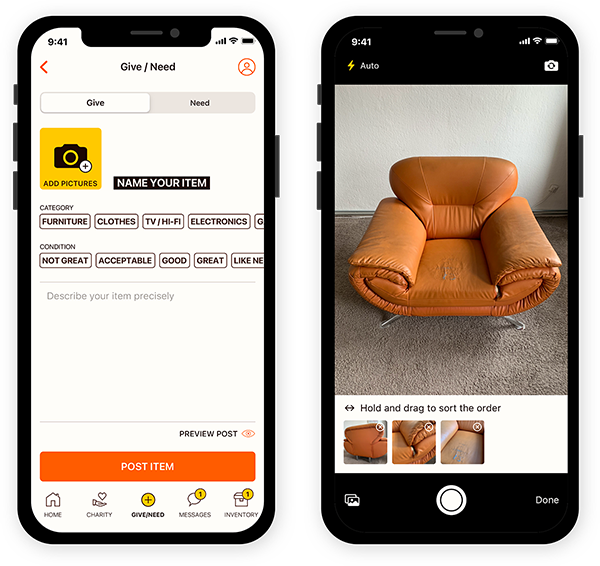 9:41
Give / Need
Give Need
ADD PICTURES
NAME YOUR ITEM
CATEGORY
FURNITURE CLOTHES TV / HI-FI ELECTRONICS G
CONDITION
NOT GREAT ACCEPTABLE GOOD GREAT LIKE NE
Describe your item precisely
PREVIEW POST
POST ITEM
1 1
HOME CHARITY GIVE/NEED MESSAGES INVENTORY
9:41
Auto
Hold and drag to sort the order
Done